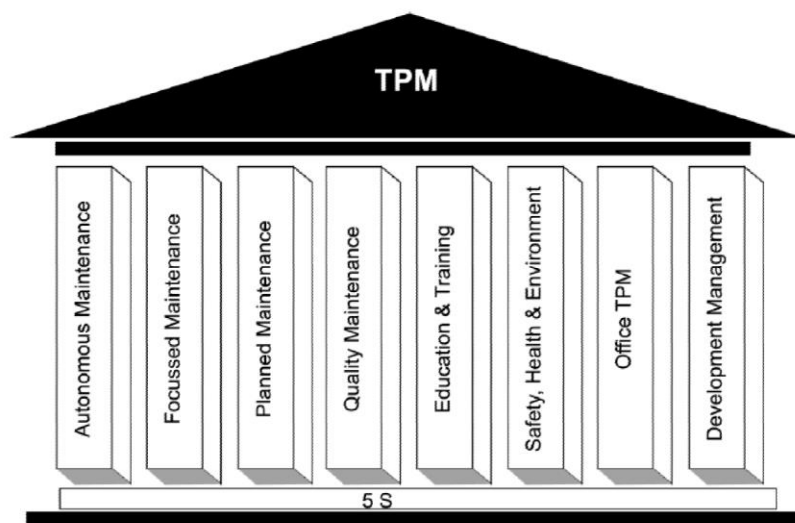 TPM
Autonomous Maintenance
Focussed Maintenance
Planned Maintenance
Quality Maintenance
Education & Training
Safety, Health & Environment
Office TPM
Development Management
5 S